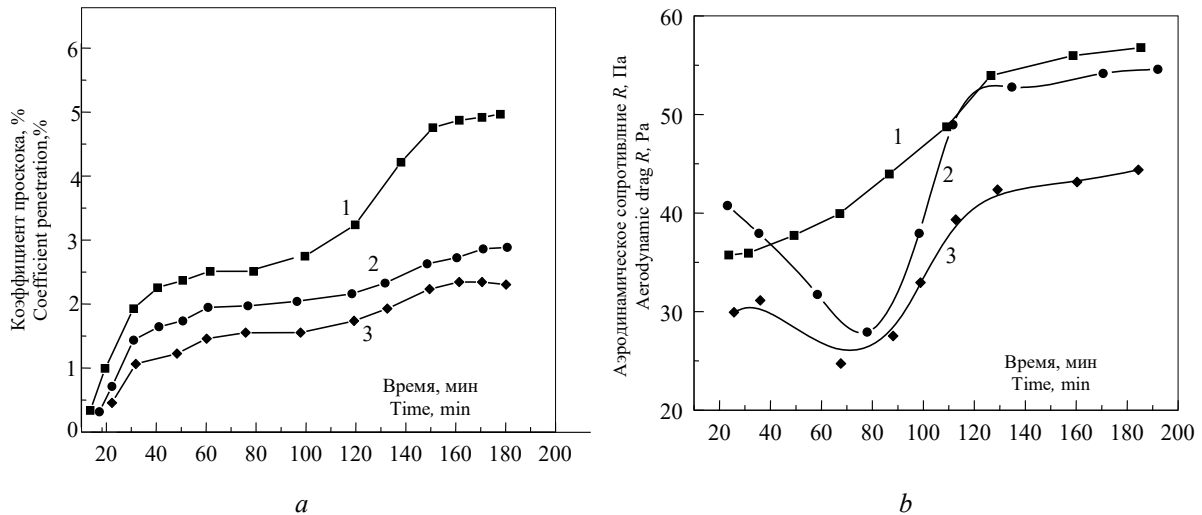 Коэффициент проскока, %
Coefficient penetration,%
6
5
4
3
2
1
0
20 40 60 80 100 120 140 160 180 200
1
2
3
Время, мин
Time, min
a
Аэродинамическое сопротивлние R, Па
Aerodynamic drag R, Pa
60
50
40
30
20
20 40 60 80 100 120 140 160 180 200
1
2
3
Время, мин
Time, min
b